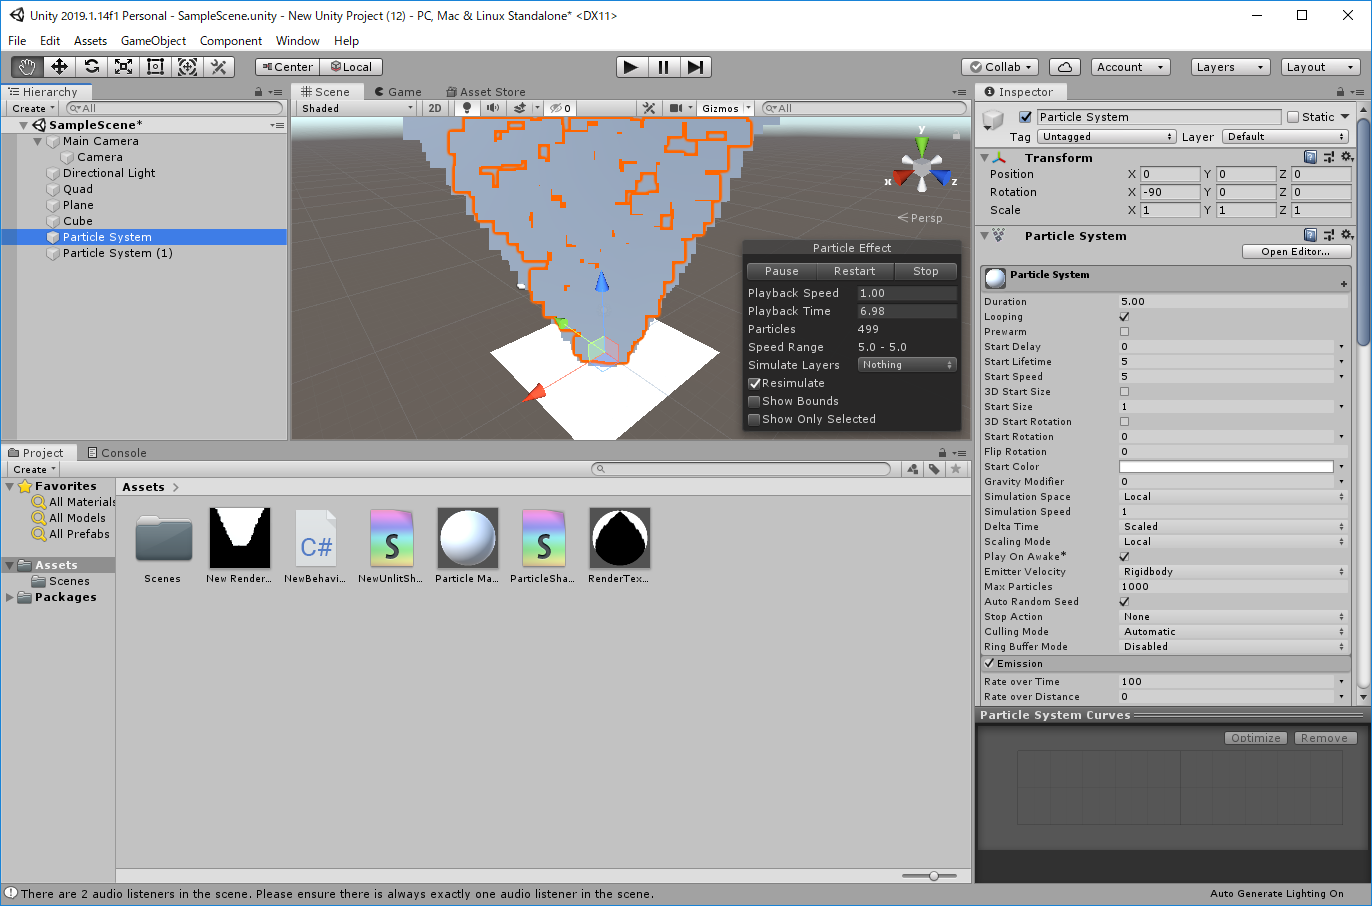 Unity 2019.1.14f1 Personal - SampleScene.unity - New Unity Project (12) - PC, Mac & Linux Standalone* <DX11>
File Edit Assets GameObject Component Window Help
Center Local Collab Account Layers Layout
Hierarchy
Create All
SampleScene*
Main Camera
Camera
Directional Light
Quad
Plane
Cube
Particle System
Particle System (1)
Scene Game Asset Store
Shaded 2D 0 Gizmos All
y
x z
Persp
Particle Effect
Pause Restart Stop
Playback Speed 1.00
Playback Time 6.98
Particles 499
Speed Range 5.0 - 5.0
Simulate Layers Nothing
Resimulate
Show Bounds
Show Only Selected
Project Console
Create
Favorites
All Materials
All Models
All Prefabs
Assets
Scenes
Packages
Assets
Scenes
New Render...
C#
NewBehavi...
S
NewUnlitSh...
Particle Ma...
S
ParticleSha...
RenderTex...
Inspector
Particle System Static
Tag Untagged Layer Default
Transform
Position X 0 Y 0 Z 0
Rotation X -90 Y 0 Z 0
Scale X 1 Y 1 Z 1
Particle System
Open Editor...
Particle System
Duration 5.00
Looping
Prewarm
Start Delay 0
Start Lifetime 5
Start Speed 5
3D Start Size
Start Size 1
3D Start Rotation
Start Rotation 0
Flip Rotation 0
Start Color
Gravity Modifier 0
Simulation Space Local
Simulation Speed 1
Delta Time Scaled
Scaling Mode Local
Play On Awake*
Emitter Velocity Rigidbody
Max Particles 1000
Auto Random Seed
Stop Action None
Culling Mode Automatic
Ring Buffer Mode Disabled
Emission
Rate over Time 100
Rate over Distance 0
Particle System Curves
Optimize Remove
There are 2 audio listeners in the scene. Please ensure there is always exactly one audio listener in the scene.
Auto Generate Lighting On